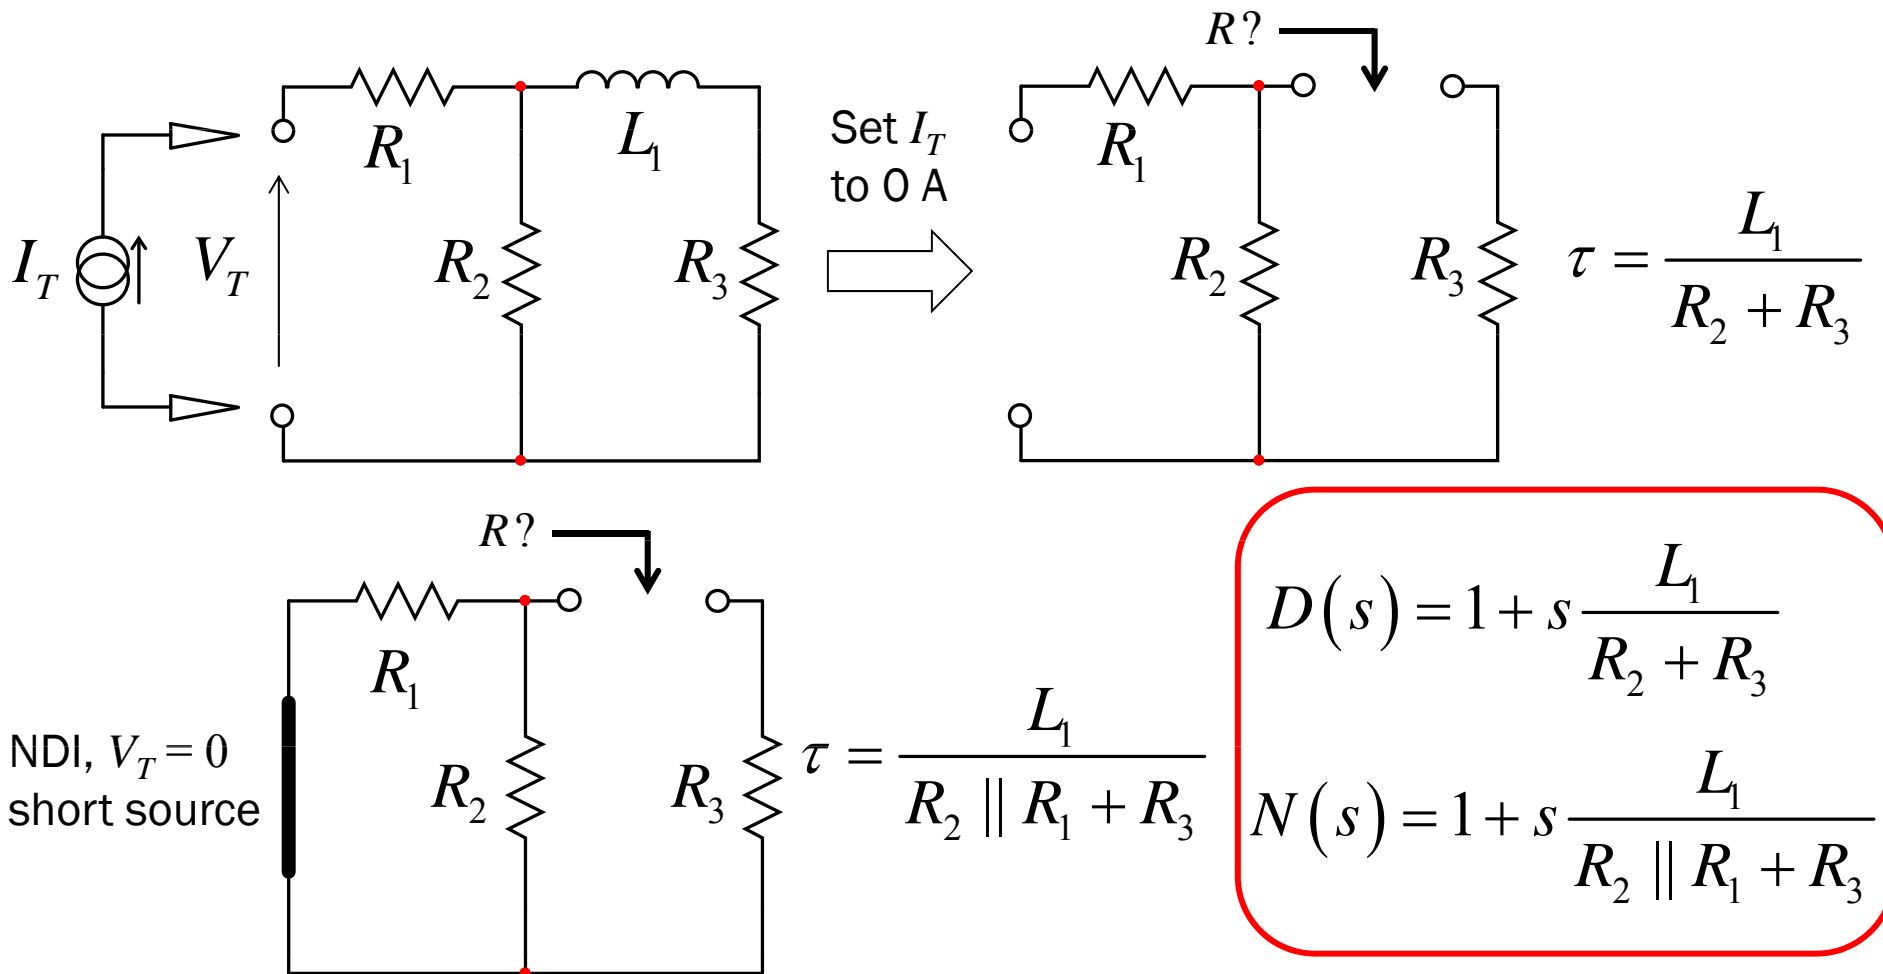 I_T
V_T
R_1
L_1
R_2
R_3
Set I_T
to 0 A
R?
R_1
R_2
R_3
τ = L_1 / (R_2 + R_3)
R?
R_1
R_2
R_3
NDI, V_T = 0
short source
τ = L_1 / (R_2 || R_1 + R_3)
D(s) = 1 + s L_1 / (R_2 + R_3)
N(s) = 1 + s L_1 / (R_2 || R_1 + R_3)